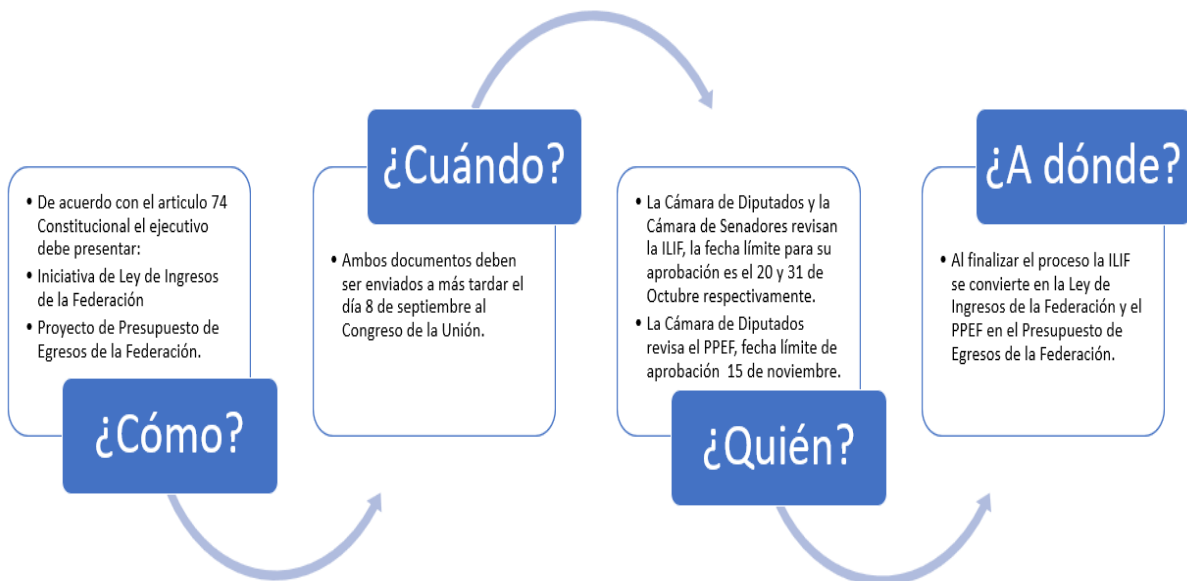 • De acuerdo con el articulo 74
Constitucional el ejecutivo
debe presentar:
• Iniciativa de Ley de Ingresos
de la Federación
• Proyecto de Presupuesto de
Egresos de la Federación.
¿Cómo?
¿Cuándo?
• Ambos documentos deben
ser enviados a más tardar el
día 8 de septiembre al
Congreso de la Unión.
• La Cámara de Diputados y la
Cámara de Senadores revisan
la ILIF, la fecha límite para su
aprobación es el 20 y 31 de
Octubre respectivamente.
• La Cámara de Diputados
revisa el PPEF, fecha límite de
aprobación 15 de noviembre.
¿Quién?
¿A dónde?
• Al finalizar el proceso la ILIF
se convierte en la Ley de
Ingresos de la Federación y el
PPEF en el Presupuesto de
Egresos de la Federación.